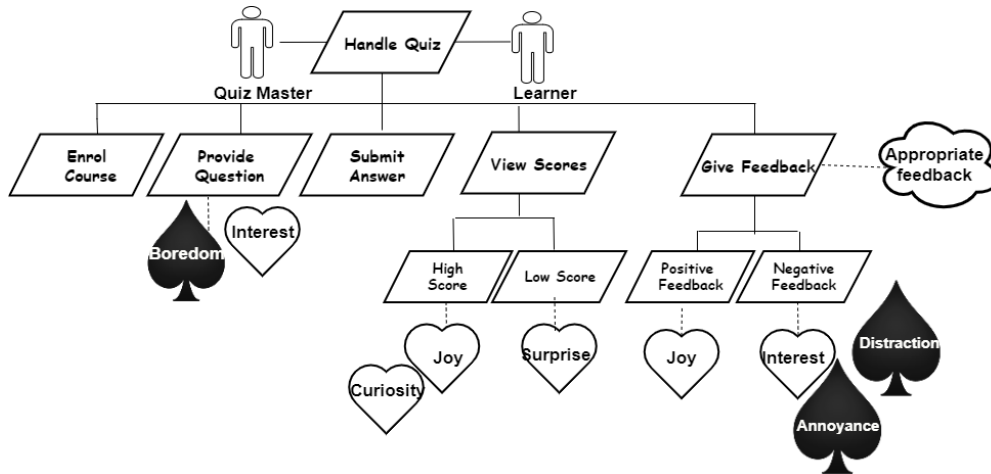 Handle Quiz
Quiz Master
Learner
Enrol
Course
Provide
Question
Submit
Answer
View Scores
Give Feedback
Appropriate
feedback
Boredom
Interest
High
Score
Low Score
Positive
Feedback
Negative
Feedback
Joy
Curiosity
Surprise
Joy
Interest
Distraction
Annoyance